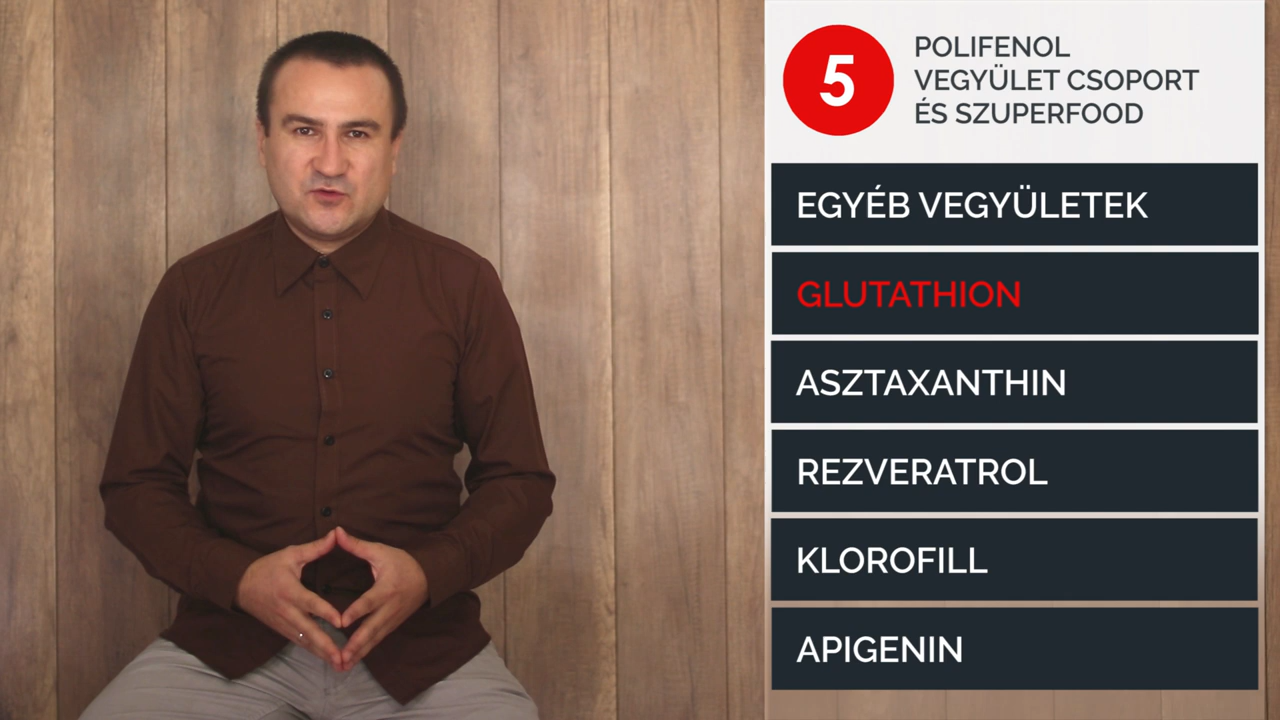 5
POLIFENOL
VEGYÜLET CSOPORT
ÉS SZUPERFOOD
EGYÉB VEGYÜLETEK
GLUTATHION
ASZTAXANTHIN
REZVERATROL
KLOROFILL
APIGENIN